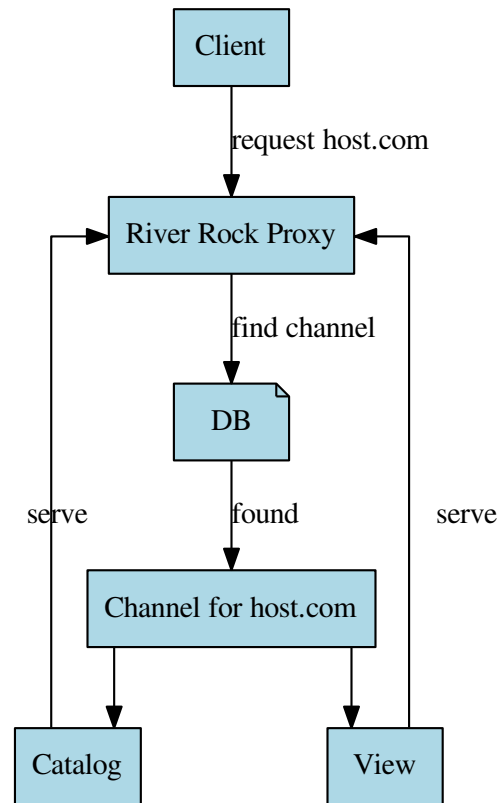 Client
request host.com
River Rock Proxy
find channel
DB
serve
found
serve
Channel for host.com
Catalog
View